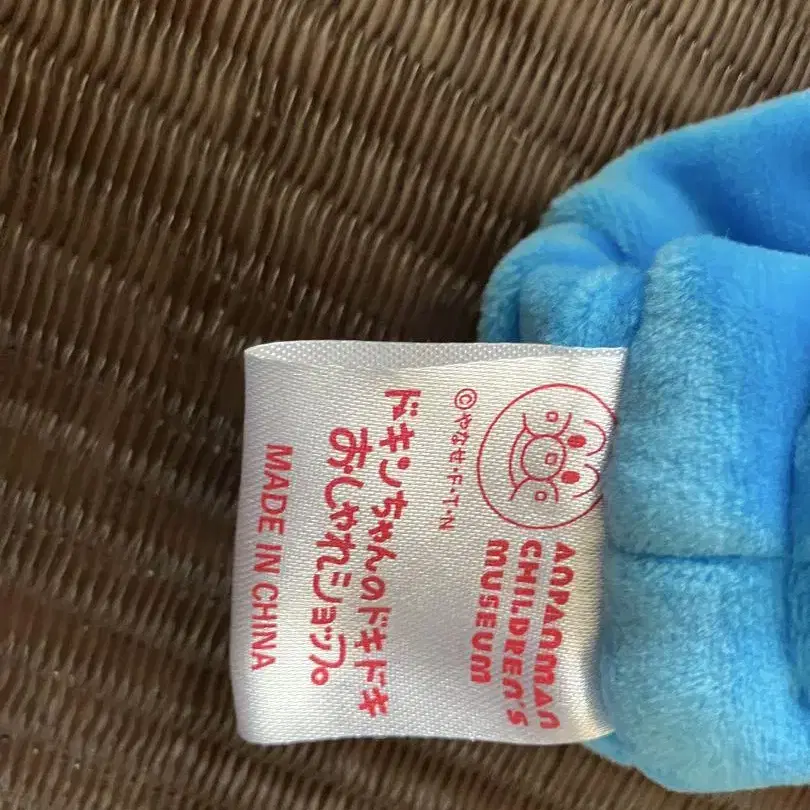 ANPANMAN
CHILDREN'S
MUSEUM
©やなせ・F・T・N
ドキンちゃんのドキドキ
おしゃれショップ。
MADE IN CHINA